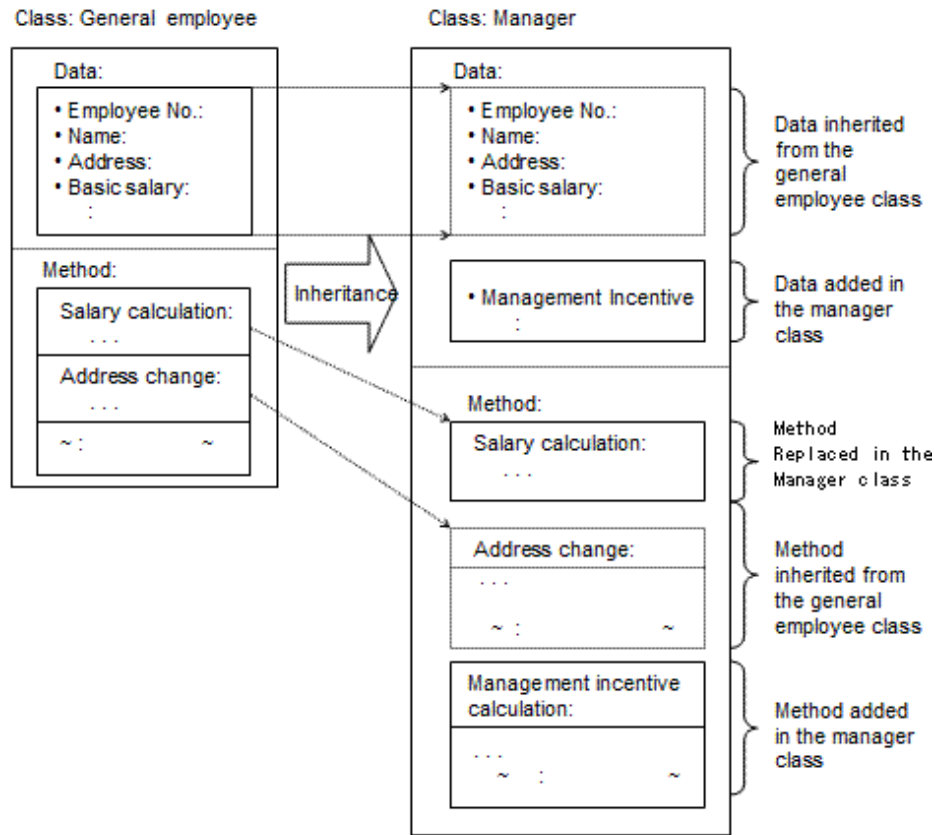 Class: General employee
Data:
• Employee No.:
• Name:
• Address:
• Basic salary:
:
Method:
Salary calculation:
. . .
Address change:
. . .
~ : ~
Inheritance
Class: Manager
Data:
• Employee No.:
• Name:
• Address:
• Basic salary:
:
• Management Incentive
:
Method:
Salary calculation:
. . .
Address change:
. . .
~ : ~
Management incentive
calculation:
. . .
~ : ~
Data inherited
from the
general
employee class
Data added in
the manager
class
Method
Replaced in the
Manager class
Method
inherited from
the general
employee class
Method added
in the manager
class